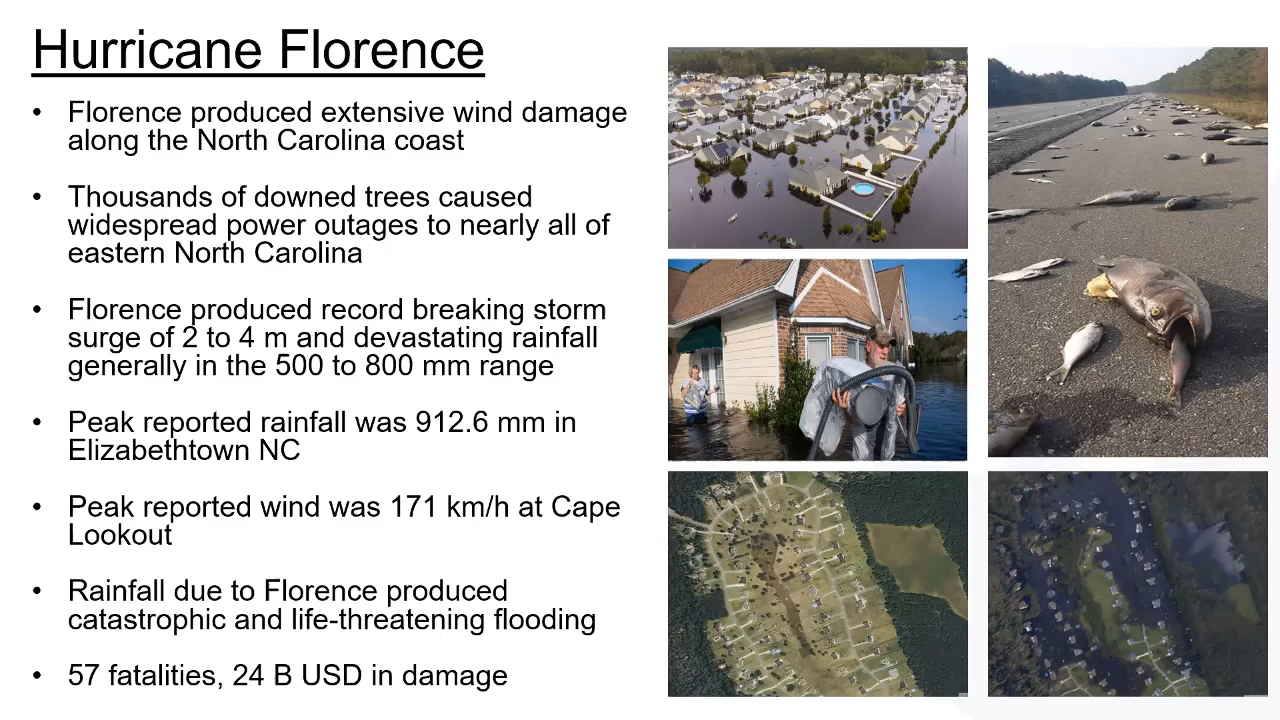 Hurricane Florence
• Florence produced extensive wind damage
along the North Carolina coast
• Thousands of downed trees caused
widespread power outages to nearly all of
eastern North Carolina
• Florence produced record breaking storm
surge of 2 to 4 m and devastating rainfall
generally in the 500 to 800 mm range
• Peak reported rainfall was 912.6 mm in
Elizabethtown NC
• Peak reported wind was 171 km/h at Cape
Lookout
• Rainfall due to Florence produced
catastrophic and life-threatening flooding
• 57 fatalities, 24 B USD in damage